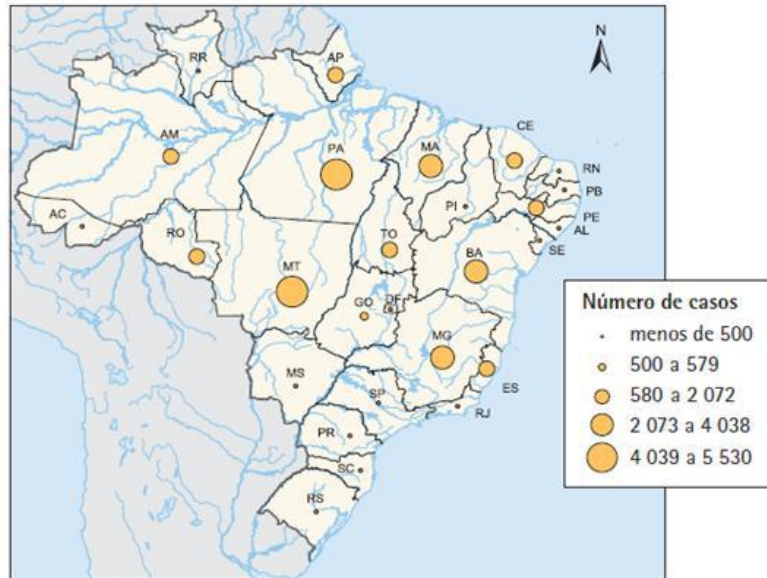 N
RR
AP
AM
PA
MA
CE
RN
PB
PE
AL
SE
PI
AC
RO
TO
BA
MT
GO
DF
MG
ES
MS
SP
RJ
PR
SC
RS
Número de casos
menos de 500
500 a 579
580 a 2 072
2 073 a 4 038
4 039 a 5 530